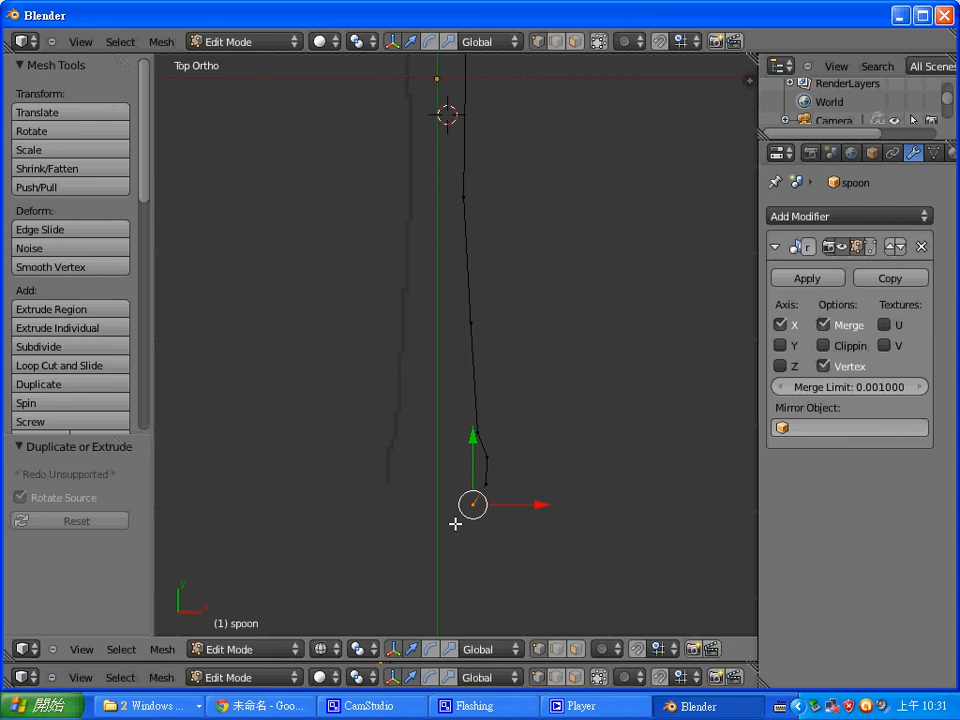 Blender
View Select Mesh Edit Mode Global
Mesh Tools
Transform:
Translate
Rotate
Scale
Shrink/Fatten
Push/Pull
Deform:
Edge Slide
Noise
Smooth Vertex
Add:
Extrude Region
Extrude Individual
Subdivide
Loop Cut and Slide
Duplicate
Spin
Screw
Duplicate or Extrude
* Redo Unsupported *
Rotate Source
Reset
Top Ortho
y
(1) spoon
View Search All Scene
RenderLayers
World
Camera
spoon
Add Modifier
r
Apply Copy
Axis: Options: Textures:
X Merge U
Y Clippin V
Z Vertex
Merge Limit: 0.001000
Mirror Object:
View Select Mesh Edit Mode Global
View Select Mesh Edit Mode Global
開始 2 Windows ... 未命名 - Goo... CamStudio Flashing Player Blender 上午 10:31